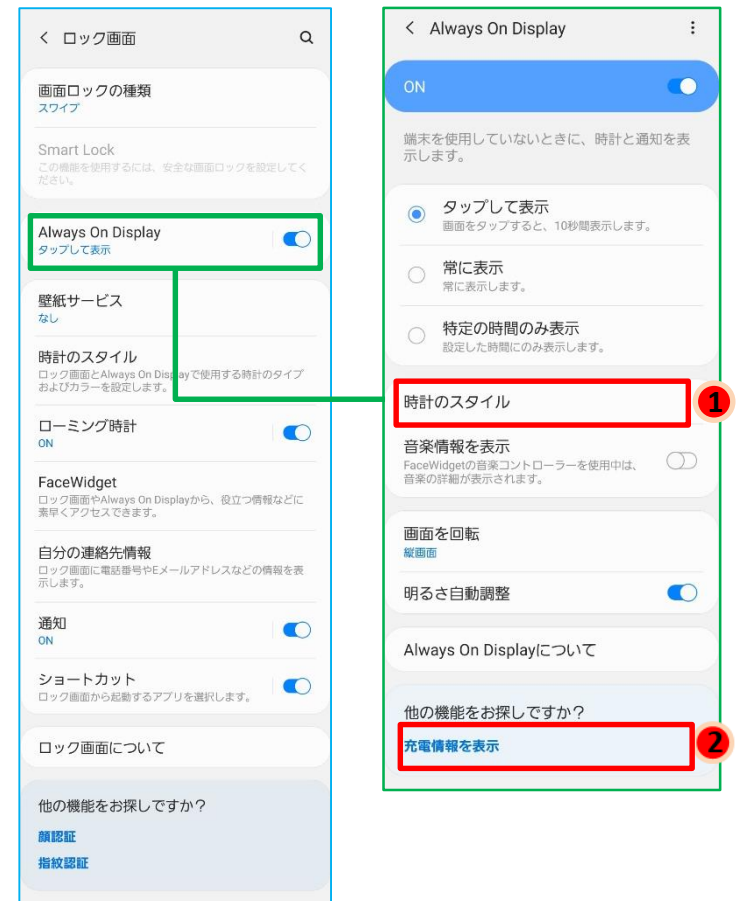 ロック画面
画面ロックの種類
スワイプ
Smart Lock
この機能を使用するには、安全な画面ロックを設定してく
ださい。
Always On Display
タップして表示
壁紙サービス
なし
時計のスタイル
ロック画面とAlways On Displayで使用する時計のタイプ
およびカラーを設定します。
ローミング時計
ON
FaceWidget
ロック画面やAlways On Displayから、役立つ情報などに
素早くアクセスできます。
自分の連絡先情報
ロック画面に電話番号やEメールアドレスなどの情報を表
示します。
通知
ON
ショートカット
ロック画面から起動するアプリを選択します。
ロック画面について
他の機能をお探しですか？
顔認証
指紋認証
Always On Display
ON
端末を使用していないときに、時計と通知を表
示します。
タップして表示
画面をタップすると、10秒間表示します。
常に表示
常に表示します。
特定の時間のみ表示
設定した時間にのみ表示します。
時計のスタイル
1
音楽情報を表示
FaceWidgetの音楽コントローラーを使用中は、
音楽の詳細が表示されます。
画面を回転
縦画面
明るさ自動調整
Always On Displayについて
他の機能をお探しですか？
充電情報を表示
2